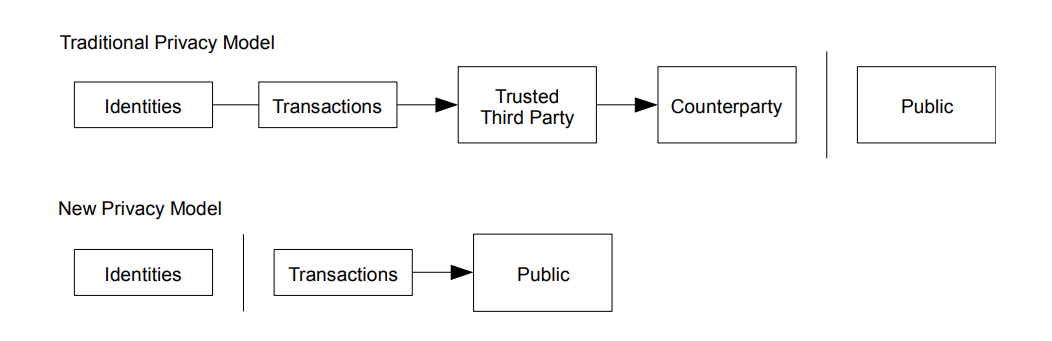 Traditional Privacy Model
Identities
Transactions
Trusted
Third Party
Counterparty
Public
New Privacy Model
Identities
Transactions
Public